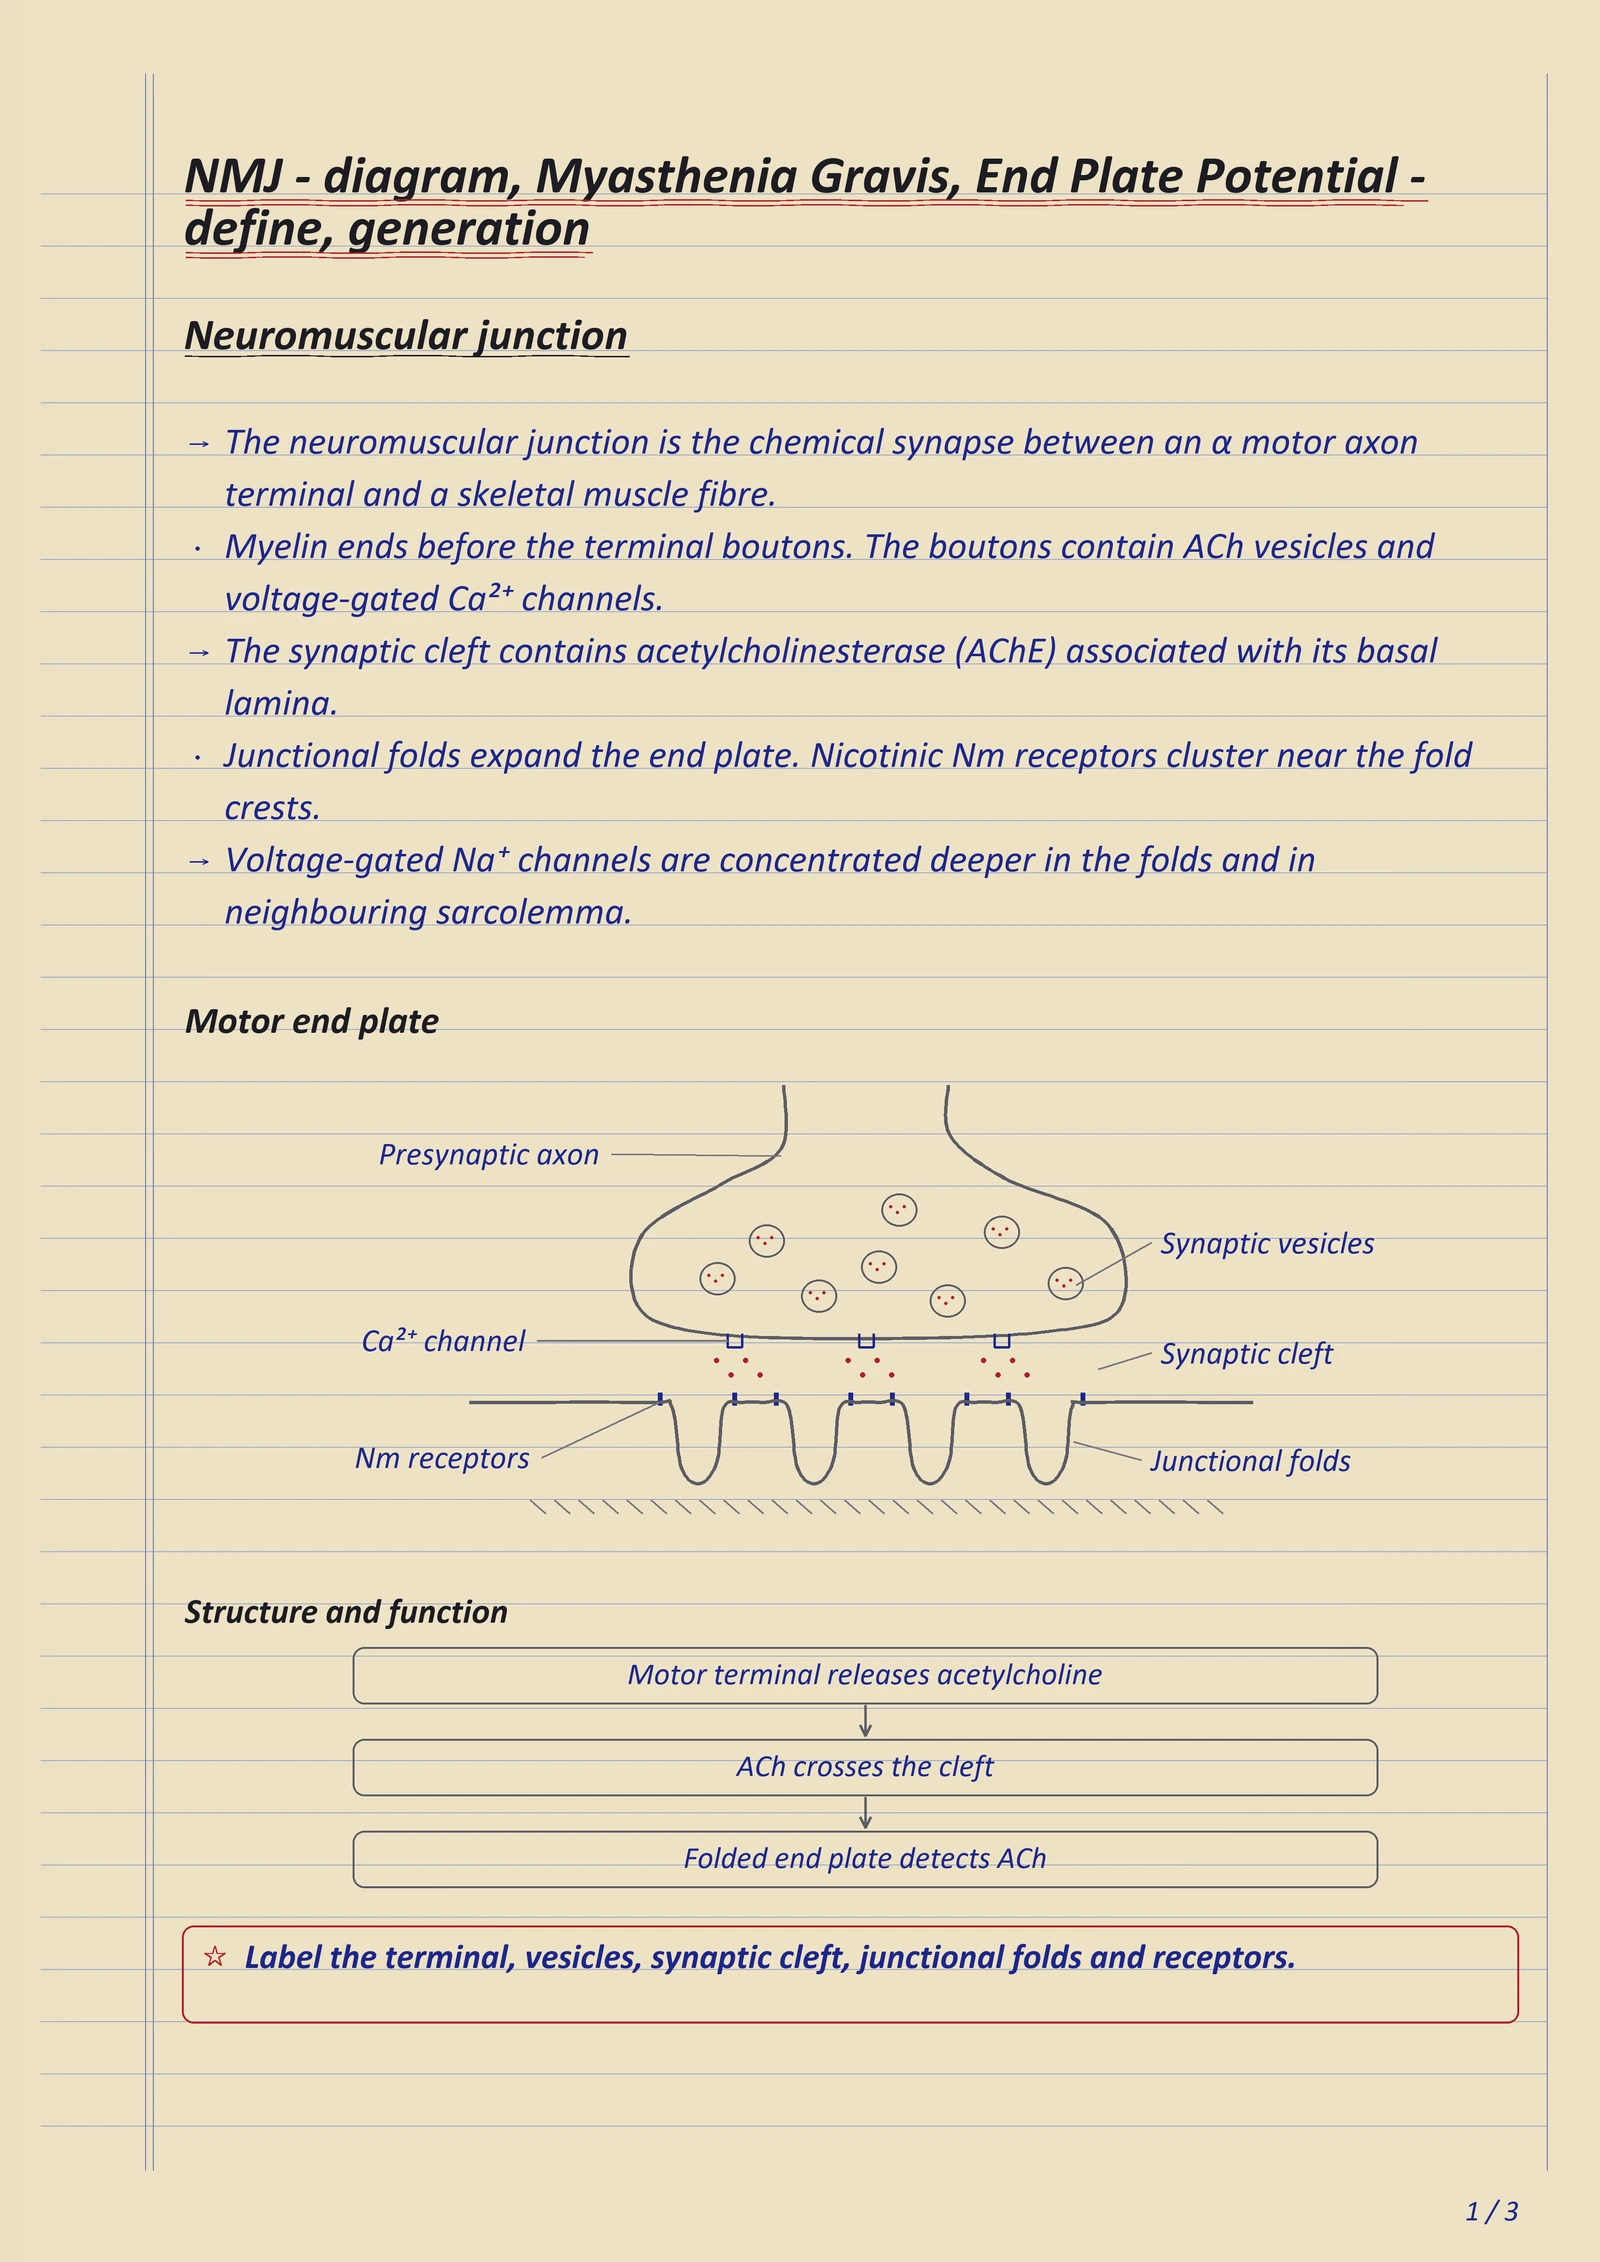 NMJ - diagram, Myasthenia Gravis, End Plate Potential -
define, generation
Neuromuscular junction
→ The neuromuscular junction is the chemical synapse between an α motor axon
terminal and a skeletal muscle fibre.
· Myelin ends before the terminal boutons. The boutons contain ACh vesicles and
voltage-gated Ca²⁺ channels.
→ The synaptic cleft contains acetylcholinesterase (AChE) associated with its basal
lamina.
· Junctional folds expand the end plate. Nicotinic Nm receptors cluster near the fold
crests.
→ Voltage-gated Na⁺ channels are concentrated deeper in the folds and in
neighbouring sarcolemma.
Motor end plate
Presynaptic axon
Synaptic vesicles
Ca²⁺ channel
Synaptic cleft
Nm receptors
Junctional folds
Structure and function
Motor terminal releases acetylcholine
ACh crosses the cleft
Folded end plate detects ACh
☆ Label the terminal, vesicles, synaptic cleft, junctional folds and receptors.
1 / 3